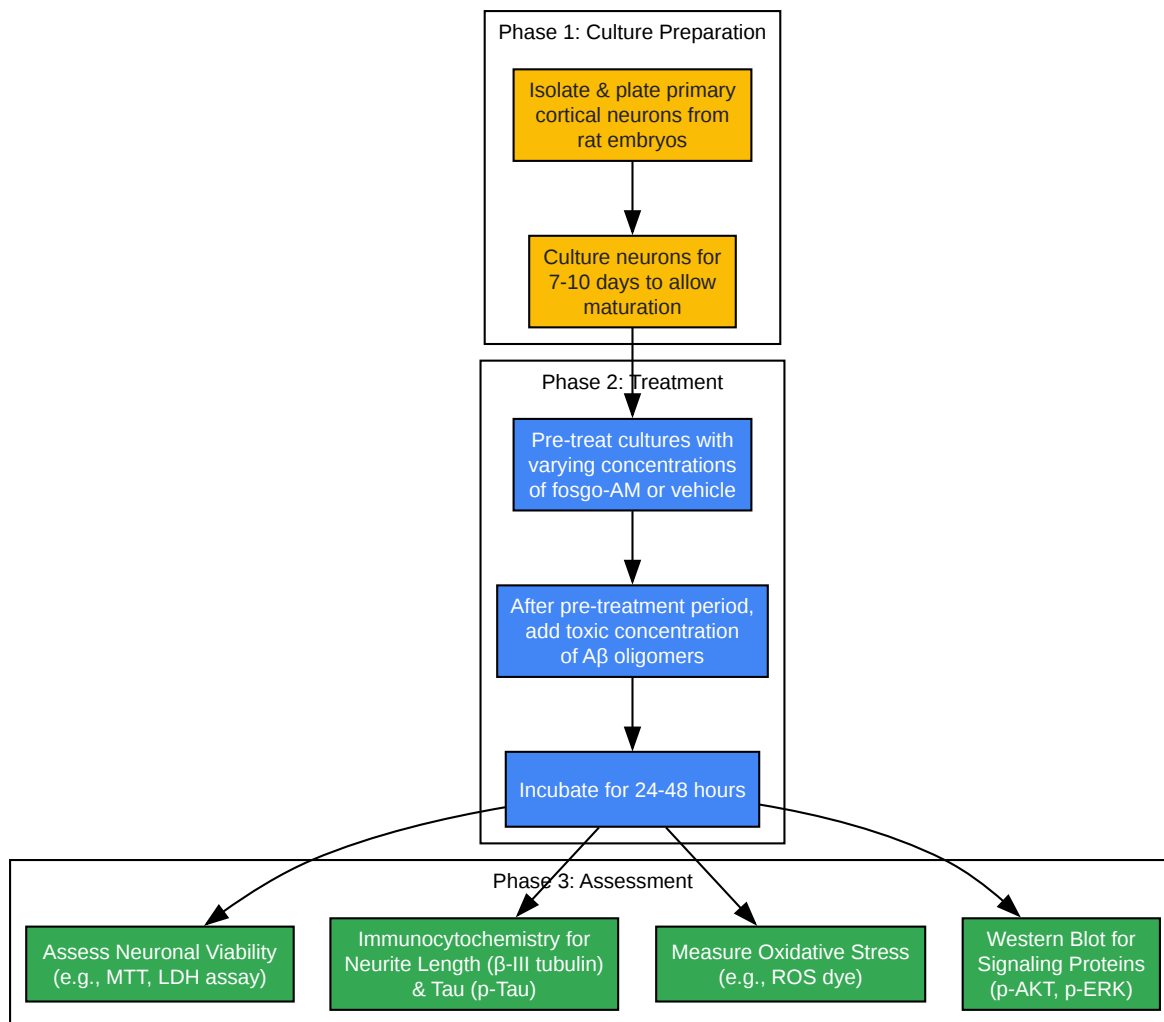 Phase 1: Culture Preparation
Isolate & plate primary
cortical neurons from
rat embryos
Culture neurons for
7-10 days to allow
maturation
Phase 2: Treatment
Pre-treat cultures with
varying concentrations
of fosgo-AM or vehicle
After pre-treatment period,
add toxic concentration
of Aβ oligomers
Incubate for 24-48 hours
Phase 3: Assessment
Assess Neuronal Viability
(e.g., MTT, LDH assay)
Immunocytochemistry for
Neurite Length (β-III tubulin)
& Tau (p-Tau)
Measure Oxidative Stress
(e.g., ROS dye)
Western Blot for
Signaling Proteins
(p-AKT, p-ERK)